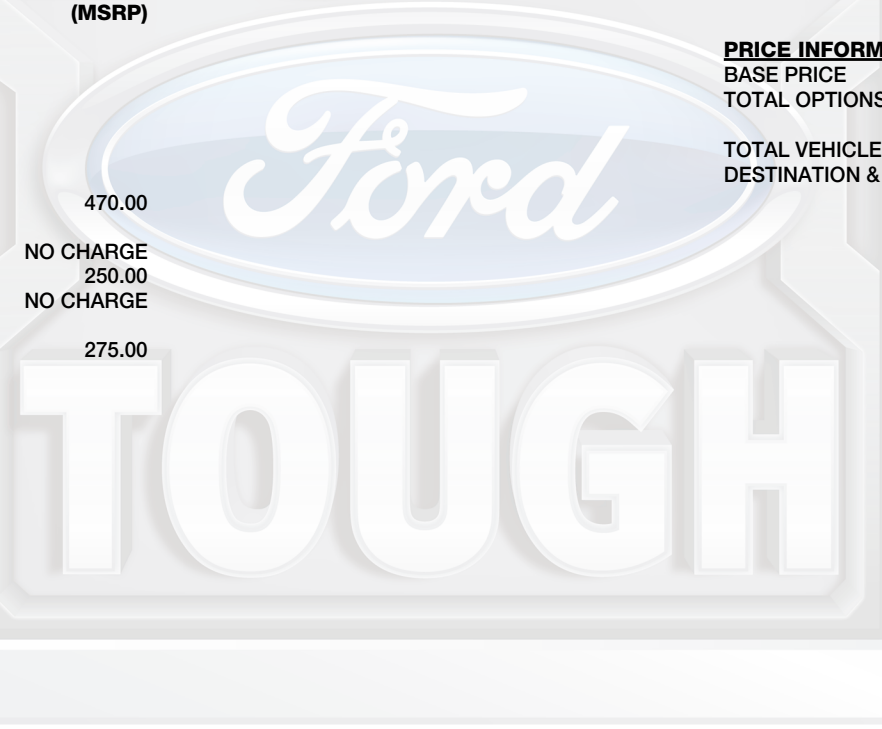 (MSRP)
470.00
NO CHARGE
250.00
NO CHARGE
275.00
PRICE INFORM
BASE PRICE
TOTAL OPTIONS
TOTAL VEHICLE
DESTINATION &
Ford
TOUGH